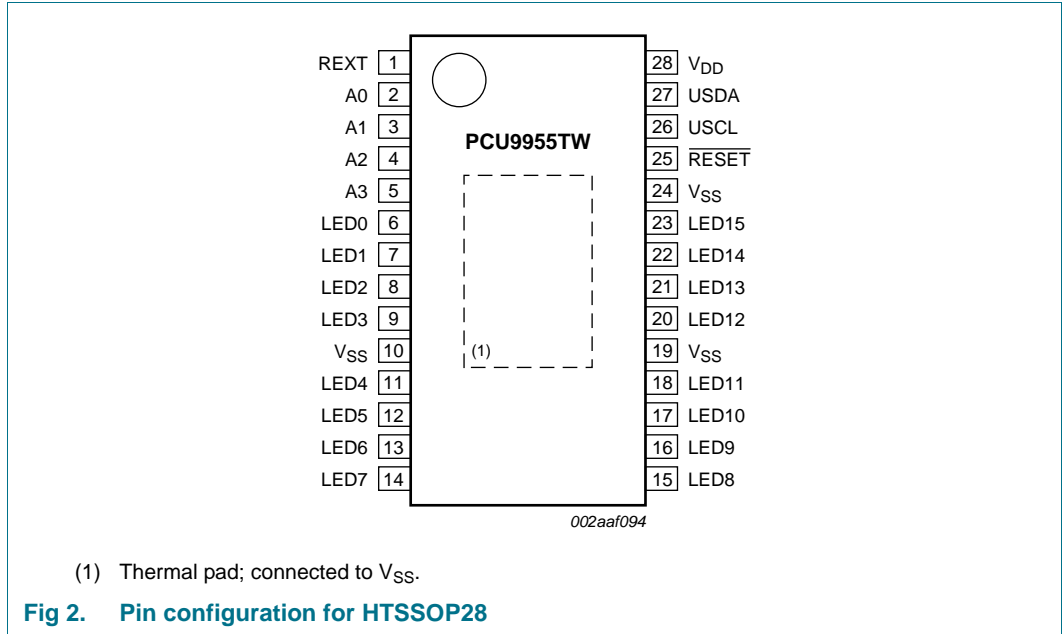 REXT 1 28 VDD
A0 2 27 USDA
A1 3 26 USCL
PCU9955TW
A2 4 25 RESET
A3 5 24 VSS
LED0 6 23 LED15
LED1 7 22 LED14
LED2 8 21 LED13
LED3 9 20 LED12
VSS 10 (1) 19 VSS
LED4 11 18 LED11
LED5 12 17 LED10
LED6 13 16 LED9
LED7 14 15 LED8
002aaf094
(1) Thermal pad; connected to VSS.
Fig 2. Pin configuration for HTSSOP28